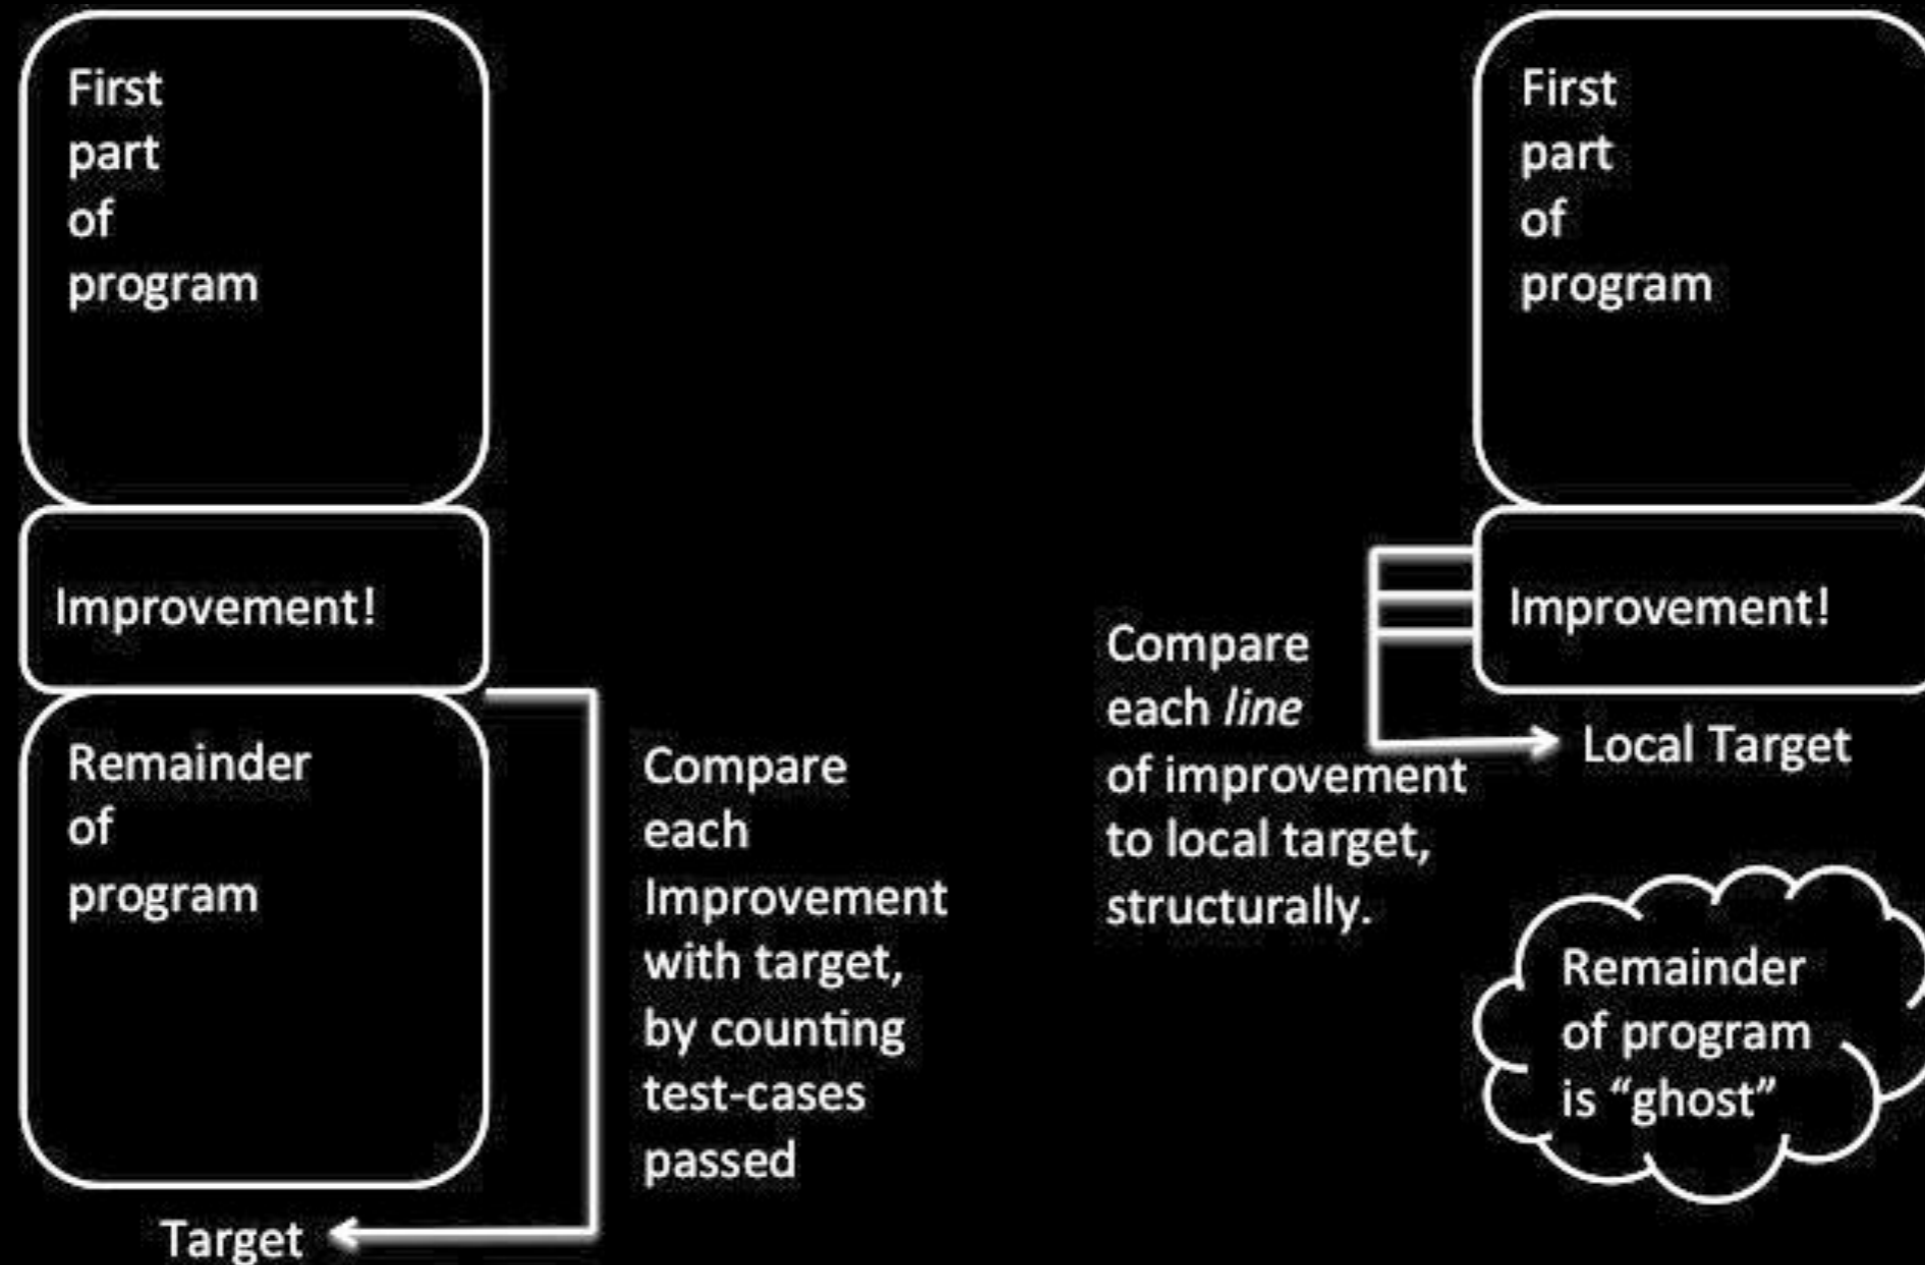 First
part
of
program
Improvement!
Remainder
of
program
Compare
each
Improvement
with target,
by counting
test-cases
passed
Target
First
part
of
program
Improvement!
Compare
each line
of improvement
to local target,
structurally.
Local Target
Remainder
of program
is “ghost”